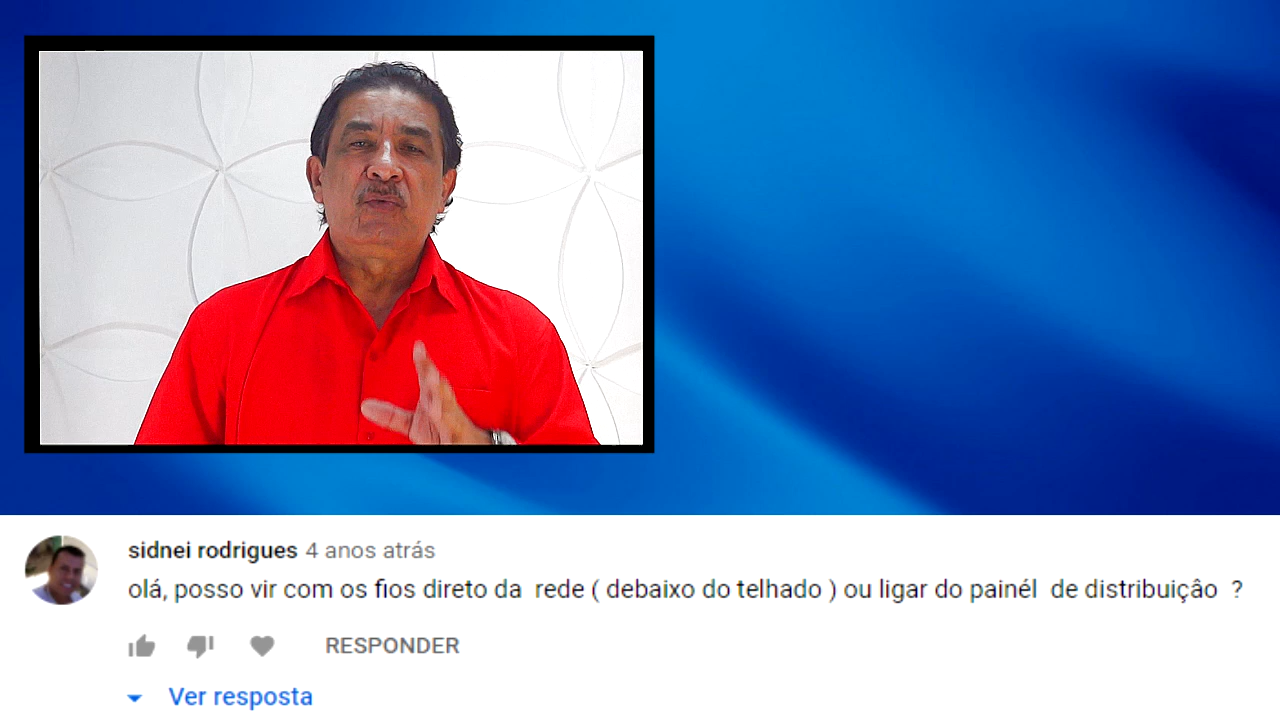 sidnei rodrigues 4 anos atrás
olá, posso vir com os fios direto da  rede ( debaixo do telhado ) ou ligar do painél  de distribuiçâo  ?
RESPONDER
Ver resposta